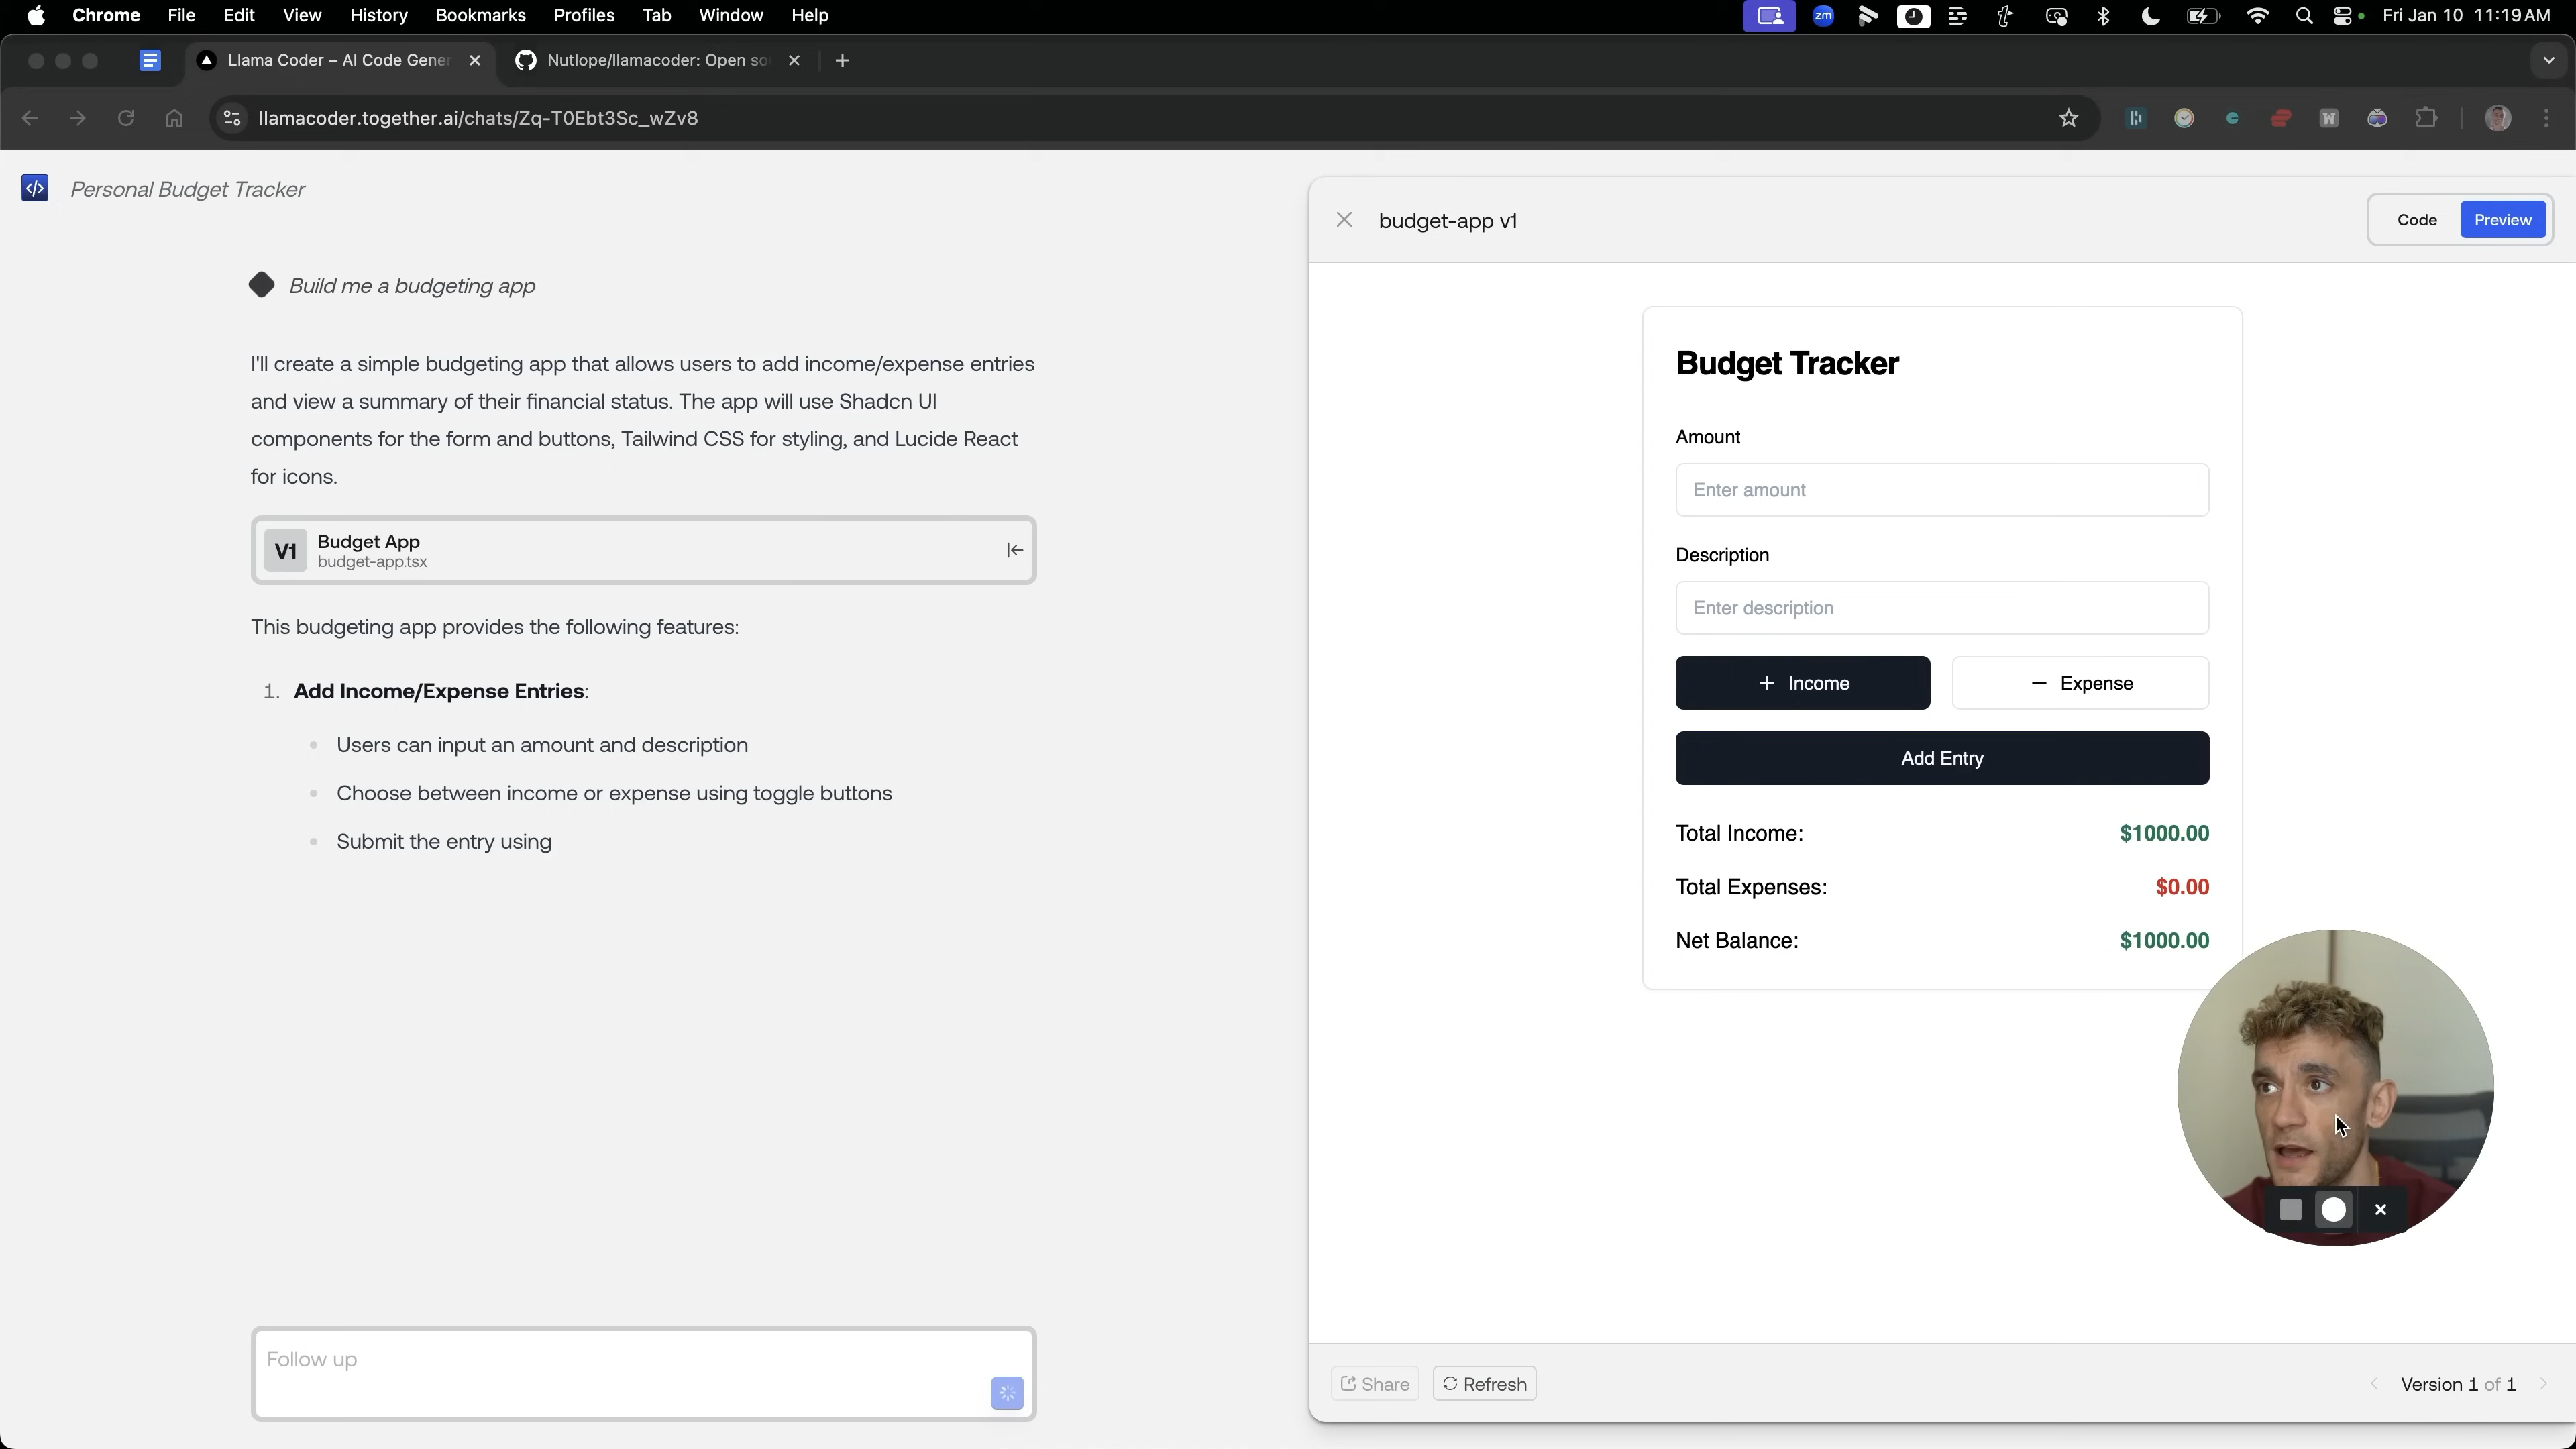 Chrome File Edit View History Bookmarks Profiles Tab Window Help
zm
Fri Jan 10 11:19 AM
Llama Coder – AI Code Gener
Nutlope/llamacoder: Open so
llamacoder.together.ai/chats/Zq-T0Ebt3Sc_wZv8
W
Personal Budget Tracker
Build me a budgeting app
I'll create a simple budgeting app that allows users to add income/expense entries
and view a summary of their financial status. The app will use Shadcn UI
components for the form and buttons, Tailwind CSS for styling, and Lucide React
for icons.
V1
Budget App
budget-app.tsx
This budgeting app provides the following features:
1. Add Income/Expense Entries:
Users can input an amount and description
Choose between income or expense using toggle buttons
Submit the entry using
Follow up
budget-app v1
Code
Preview
Budget Tracker
Amount
Enter amount
Description
Enter description
+ Income
− Expense
Add Entry
Total Income: $1000.00
Total Expenses: $0.00
Net Balance: $1000.00
Share
Refresh
Version 1 of 1